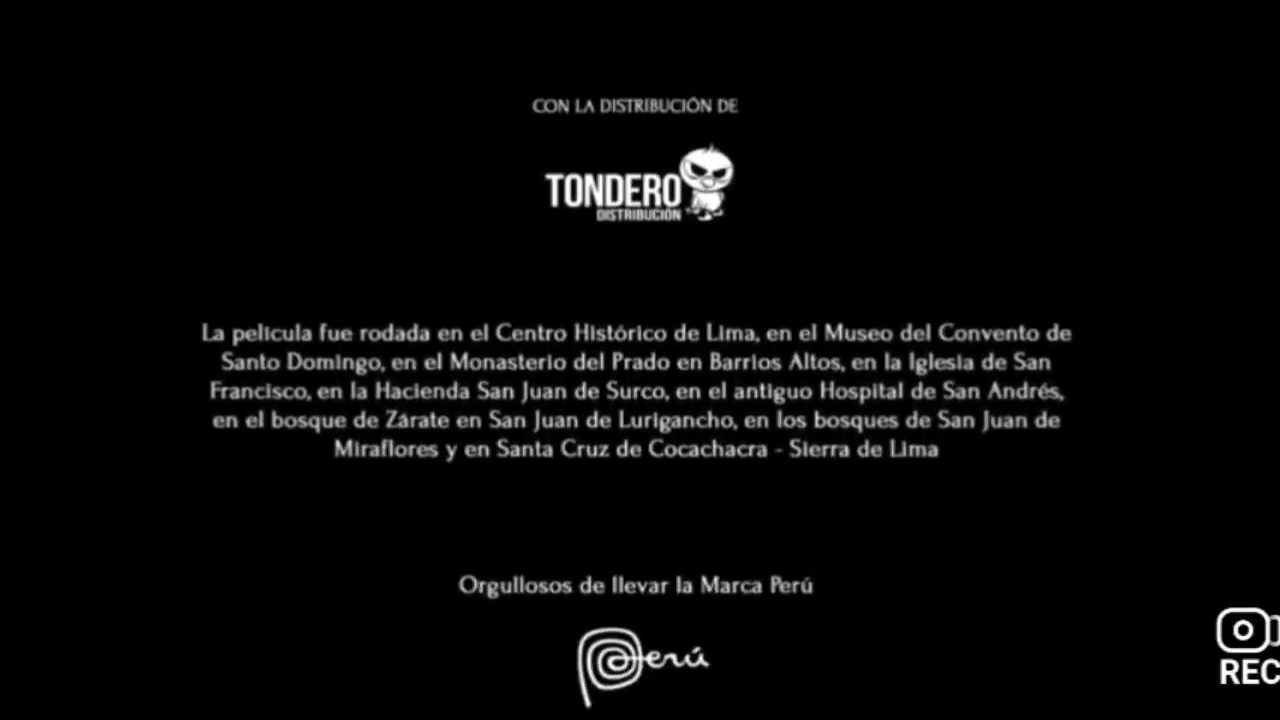 CON LA DISTRIBUCIÓN DE
TONDERO
DISTRIBUCIÓN
La película fue rodada en el Centro Histórico de Lima, en el Museo del Convento de
Santo Domingo, en el Monasterio del Prado en Barrios Altos, en la Iglesia de San
Francisco, en la Hacienda San Juan de Surco, en el antiguo Hospital de San Andrés,
en el bosque de Zárate en San Juan de Lurigancho, en los bosques de San Juan de
Miraflores y en Santa Cruz de Cocachacra - Sierra de Lima
Orgullosos de llevar la Marca Perú
Perú
REC